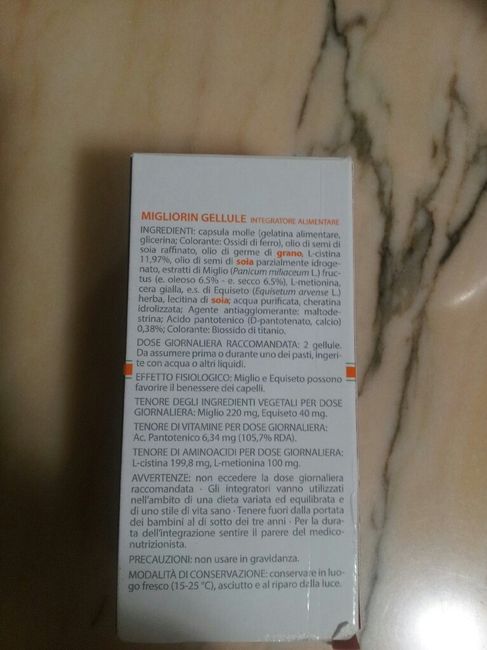 MIGLIORIN GELLULE INTEGRATORE ALIMENTARE
INGREDIENTI: capsula molle (gelatina alimentare,
glicerina; Colorante: Ossidi di ferro), olio di semi di
soia raffinato, olio di germe di grano, L-cistina
11,97%, olio di semi di soia parzialmente idroge-
nato, estratti di Miglio (Panicum miliaceum L.) fruc-
tus (e. oleoso 6.5% - e. secco 6.5%), L-metionina,
cera gialla, e.s. di Equiseto (Equisetum arvense L.)
herba, lecitina di soia; acqua purificata, cheratina
idrolizzata; Agente antiagglomerante: maltode-
strina; Acido pantotenico (D-pantotenato, calcio)
0,38%; Colorante: Biossido di titanio.
DOSE GIORNALIERA RACCOMANDATA: 2 gellule.
Da assumere prima o durante uno dei pasti, ingeri-
te con acqua o altri liquidi.
EFFETTO FISIOLOGICO: Miglio e Equiseto possono
favorire il benessere dei capelli.
TENORE DEGLI INGREDIENTI VEGETALI PER DOSE
GIORNALIERA: Miglio 220 mg, Equiseto 40 mg.
TENORE DI VITAMINE PER DOSE GIORNALIERA:
Ac. Pantotenico 6,34 mg (105,7% RDA).
TENORE DI AMINOACIDI PER DOSE GIORNALIERA:
L-cistina 199,8 mg, L-metionina 100 mg.
AVVERTENZE: non eccedere la dose giornaliera
raccomandata · Gli integratori vanno utilizzati
nell'ambito di una dieta variata ed equilibrata e
di uno stile di vita sano · Tenere fuori dalla portata
dei bambini al di sotto dei tre anni · Per la dura-
ta dell'integrazione sentire il parere del medico-
nutrizionista.
PRECAUZIONI: non usare in gravidanza.
MODALITÀ DI CONSERVAZIONE: conservare in luo-
go fresco (15-25 °C), asciutto e al riparo dalla luce.